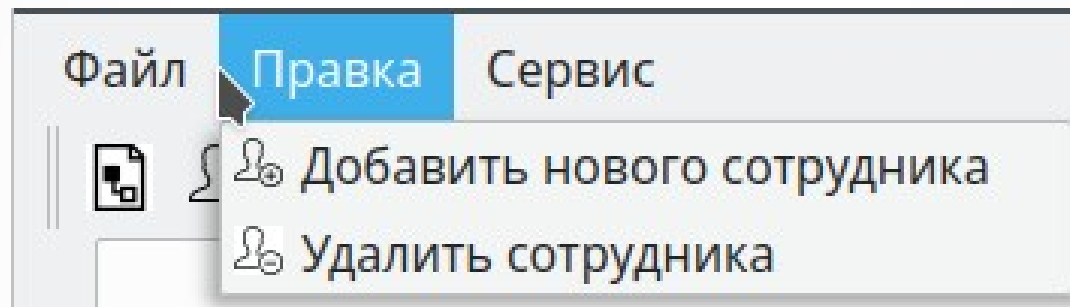 Файл Правка Сервис
Добавить нового сотрудника
Удалить сотрудника